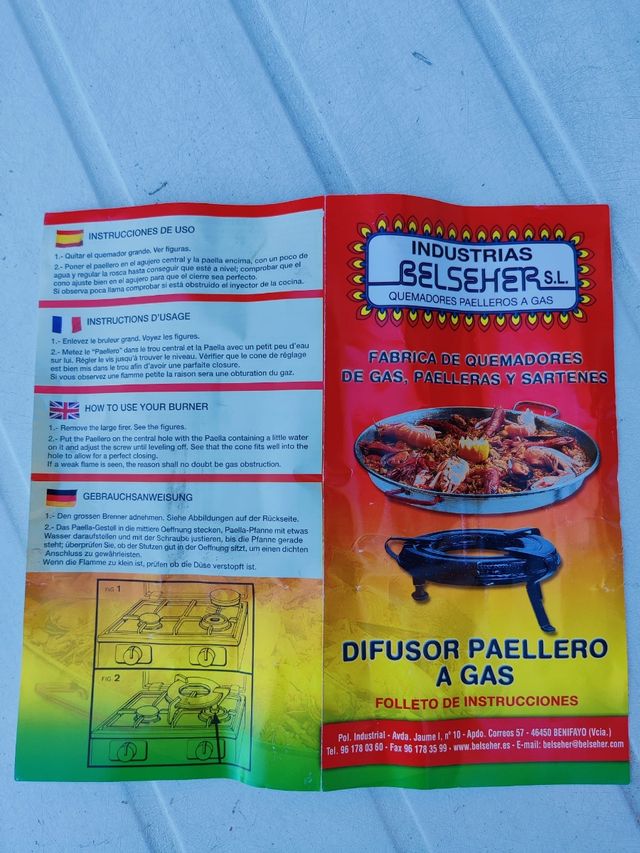 INSTRUCCIONES DE USO
1.- Quitar el quemador grande. Ver figuras.
2.- Poner el paellero en el agujero central y la paella encima, con un poco de
agua y regular la rosca hasta conseguir que esté a nivel; comprobar que el
cono ajuste bien en el agujero para que el cierre sea perfecto.
Si observa poca llama comprobar si está obstruido el inyector de la cocina.
INSTRUCTIONS D'USAGE
1.- Enlevez le bruleur grand. Voyez les figures.
2.- Metez le "Paellero" dans le trou central et la Paella avec un petit peu d'eau
sur lui. Régler le vis jusqu'à trouver le niveau. Vérifier que le cone de réglage
est bien mis dans le trou afin d'avoir une parfaite closure.
Si vous observez une flamme petite la raison sera une obturation du gaz.
HOW TO USE YOUR BURNER
1.- Remove the large firer. See the figures.
2.- Put the Paellero on the central hole with the Paella containing a little water
on it and adjust the screw until leveling off. See that the cone fits well into the
hole to allow for a perfect closing.
If a weak flame is seen, the reason shall no doubt be gas obstruction.
GEBRAUCHSANWEISUNG
1.- Den grossen Brenner adnehmen. Siehe Abbildungen auf der Rückseite.
2.- Das Paella-Gestell in die mittiere Oeffnung stecken, Paella-Pfanne mit etwas
Wasser daraufstellen und mit der Schraube justieren, bis die Pfanne gerade
steht; überprüfen Sie, ob der Stutzen gut in der Oeffnung sitzt, um einen dichten
Anschluss zu gewährleisten.
Wenn die Flamme zu klein ist, prüfen ob die Düse verstopft ist.
FIG 1
FIG. 2
INDUSTRIAS
BELSEHER S.L.
QUEMADORES PAELLEROS A GAS
FABRICA DE QUEMADORES
DE GAS, PAELLERAS Y SARTENES
DIFUSOR PAELLERO
A GAS
FOLLETO DE INSTRUCCIONES
Pol. Industrial - Avda. Jaume I, nº 10 - Apdo. Correos 57 - 46450 BENIFAYO (Vcia.)
Tel. 96 178 03 60 - Fax 96 178 35 99 - www.belseher.es - E-mail: belseher@belseher.com